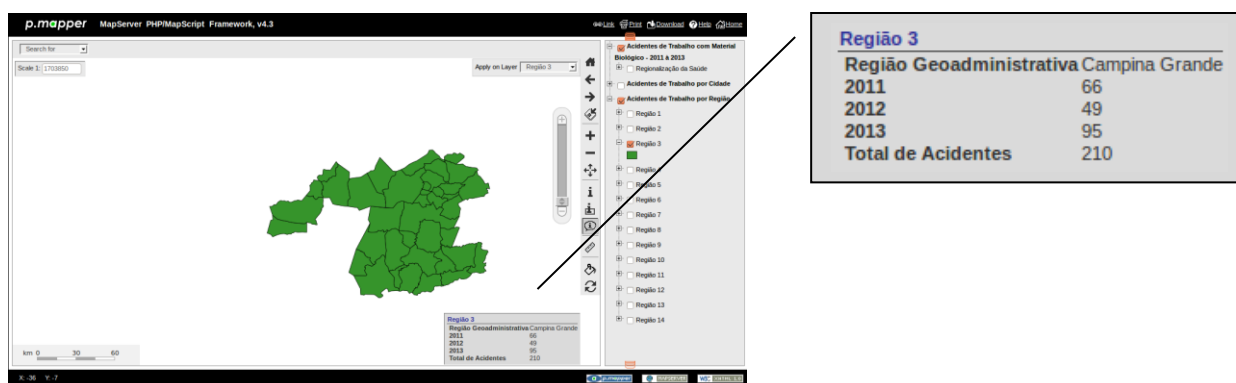 p.mapper MapServer PHP/MapScript Framework, v4.3
Link Print Download Help Home
Search for
Scale 1: 1703850
Apply on Layer Região 3
Acidentes de Trabalho com Material
Biológico - 2011 à 2013
Regionalização da Saúde
Acidentes de Trabalho por Cidade
Acidentes de Trabalho por Região
Região 1
Região 2
Região 3
Região
Região 5
Região 6
Região 7
Região 8
Região 9
Região 10
Região 11
Região 12
Região 13
Região 14
Região 3
Região Geoadministrativa Campina Grande
2011 66
2012 49
2013 95
Total de Acidentes 210
km 0 30 60
X: -36 Y: -7
p.mapper MAPSERVER W3C
Região 3
Região Geoadministrativa Campina Grande
2011 66
2012 49
2013 95
Total de Acidentes 210